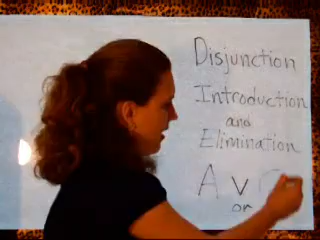 Disjunction
Introduction
and
Elimination
A v
or